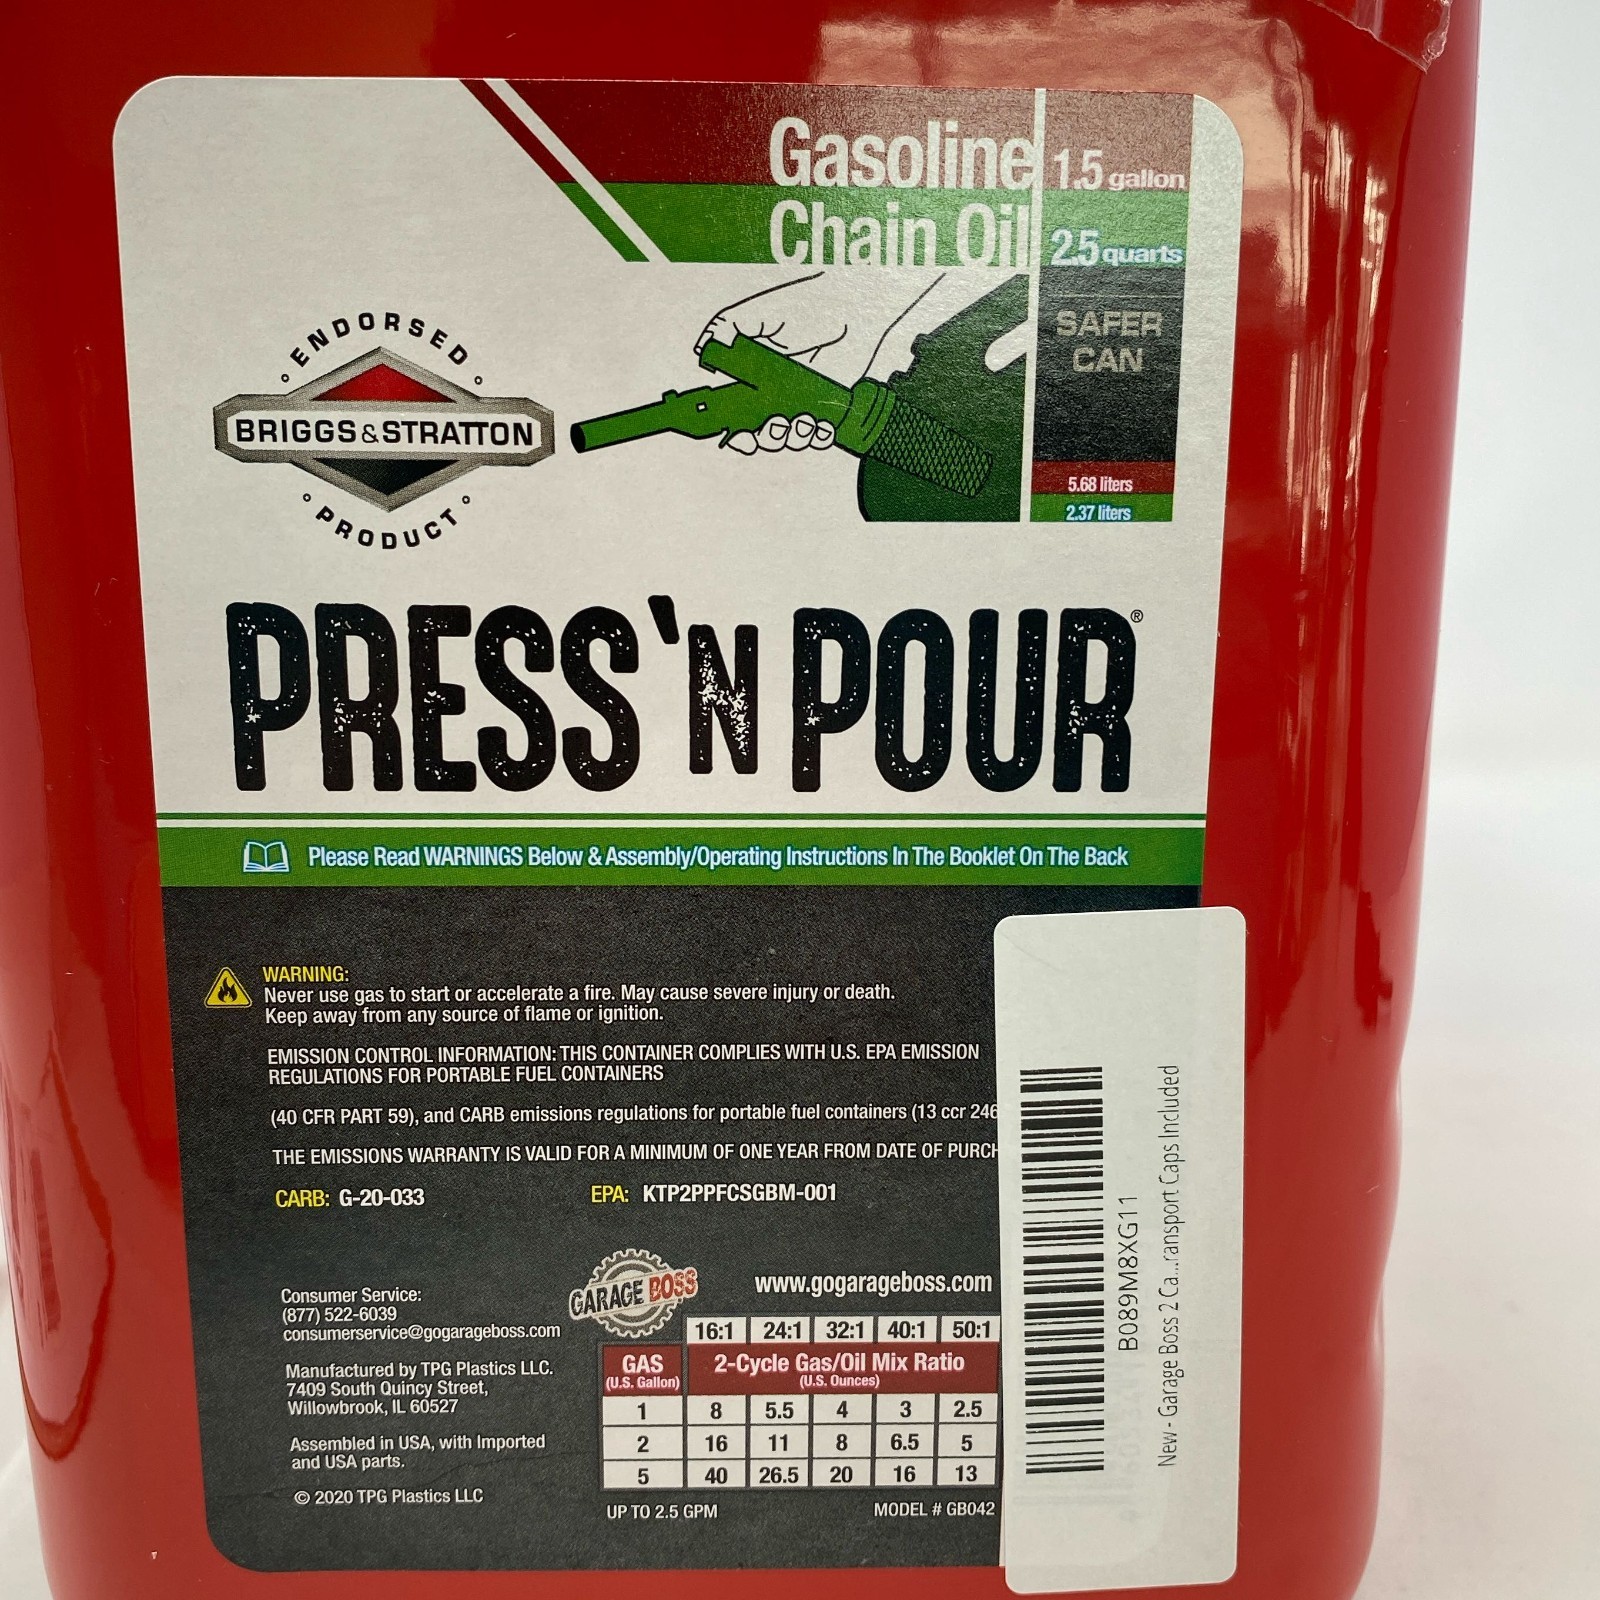 Gasoline 1.5 gallon
Chain Oil 2.5 quarts
SAFER
CAN
5.68 liters
2.37 liters
ENDORSED
BRIGGS & STRATTON
PRODUCT
PRESS 'N POUR®
Please Read WARNINGS Below & Assembly/Operating Instructions In The Booklet On The Back
WARNING:
Never use gas to start or accelerate a fire. May cause severe injury or death.
Keep away from any source of flame or ignition.
EMISSION CONTROL INFORMATION: THIS CONTAINER COMPLIES WITH U.S. EPA EMISSION
REGULATIONS FOR PORTABLE FUEL CONTAINERS
(40 CFR PART 59), and CARB emissions regulations for portable fuel containers (13 ccr 246
THE EMISSIONS WARRANTY IS VALID FOR A MINIMUM OF ONE YEAR FROM DATE OF PURCH
CARB: G-20-033 EPA: KTP2PPFCSGBM-001
Consumer Service:
(877) 522-6039
consumerservice@gogarageboss.com
Manufactured by TPG Plastics LLC.
7409 South Quincy Street,
Willowbrook, IL 60527
Assembled in USA, with Imported
and USA parts.
© 2020 TPG Plastics LLC
GARAGE BOSS
www.gogarageboss.com
16:1 24:1 32:1 40:1 50:1
GAS 2-Cycle Gas/Oil Mix Ratio
(U.S. Gallon) (U.S. Ounces)
1 8 5.5 4 3 2.5
2 16 11 8 6.5 5
5 40 26.5 20 16 13
UP TO 2.5 GPM MODEL # GB042
B089M8XG11
New - Garage Boss 2 Ca...ransport Caps Included